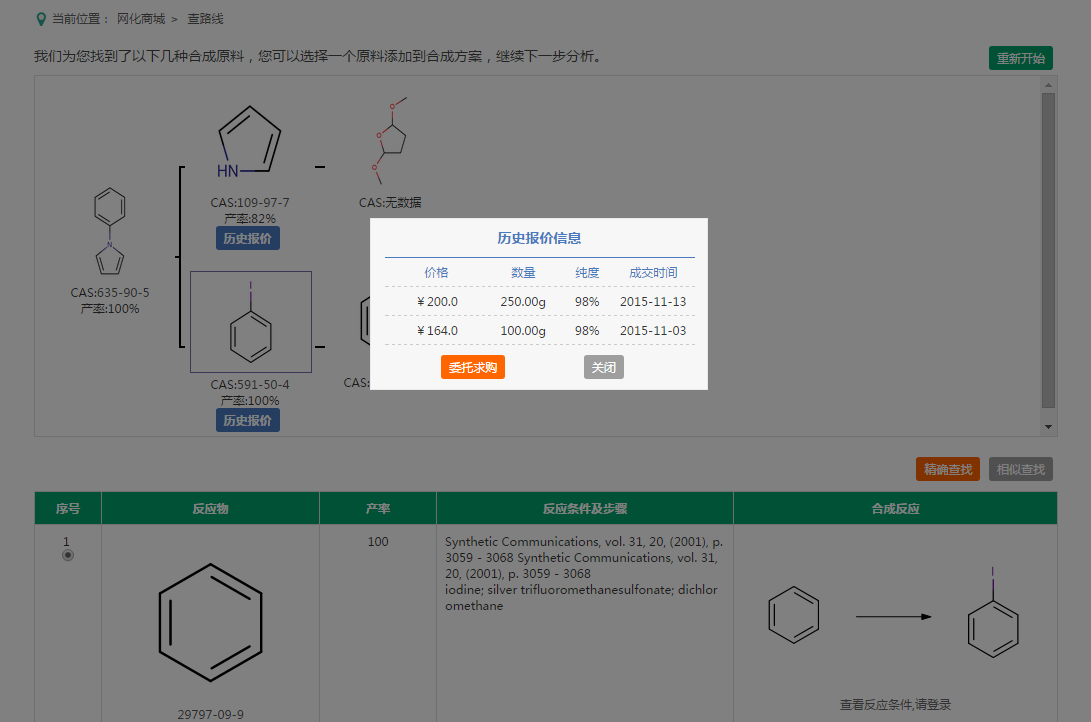 当前位置： 网化商城 > 查路线
我们为您找到了以下几种合成原料，您可以选择一个原料添加到合成方案，继续下一步分析。
重新开始
HN
CAS:109-97-7
产率:82%
历史报价
O
O
O
CAS:无数据
N
CAS:635-90-5
产率:100%
I
CAS:591-50-4
产率:100%
历史报价
CAS:
历史报价信息
价格 数量 纯度 成交时间
￥200.0 250.00g 98% 2015-11-13
￥164.0 100.00g 98% 2015-11-03
委托求购 关闭
精确查找 相似查找
序号 反应物 产率 反应条件及步骤 合成反应
1
29797-09-9
100
Synthetic Communications, vol. 31, 20, (2001), p.
3059 - 3068 Synthetic Communications, vol. 31,
20, (2001), p. 3059 - 3068
iodine; silver trifluoromethanesulfonate; dichlor
omethane
I
查看反应条件,请登录